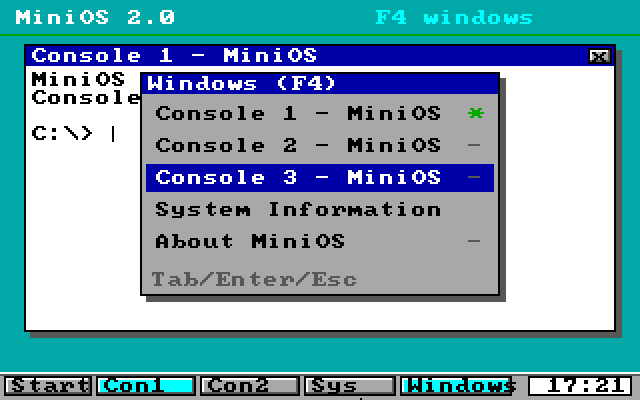 MiniOS 2.0 F4 windows
Console 1 - MiniOS
MiniOS
Console
C:\> |
Windows (F4)
Console 1 - MiniOS *
Console 2 - MiniOS -
Console 3 - MiniOS -
System Information
About MiniOS -
Tab/Enter/Esc
Start Con1 Con2 Sys Windows 17:21